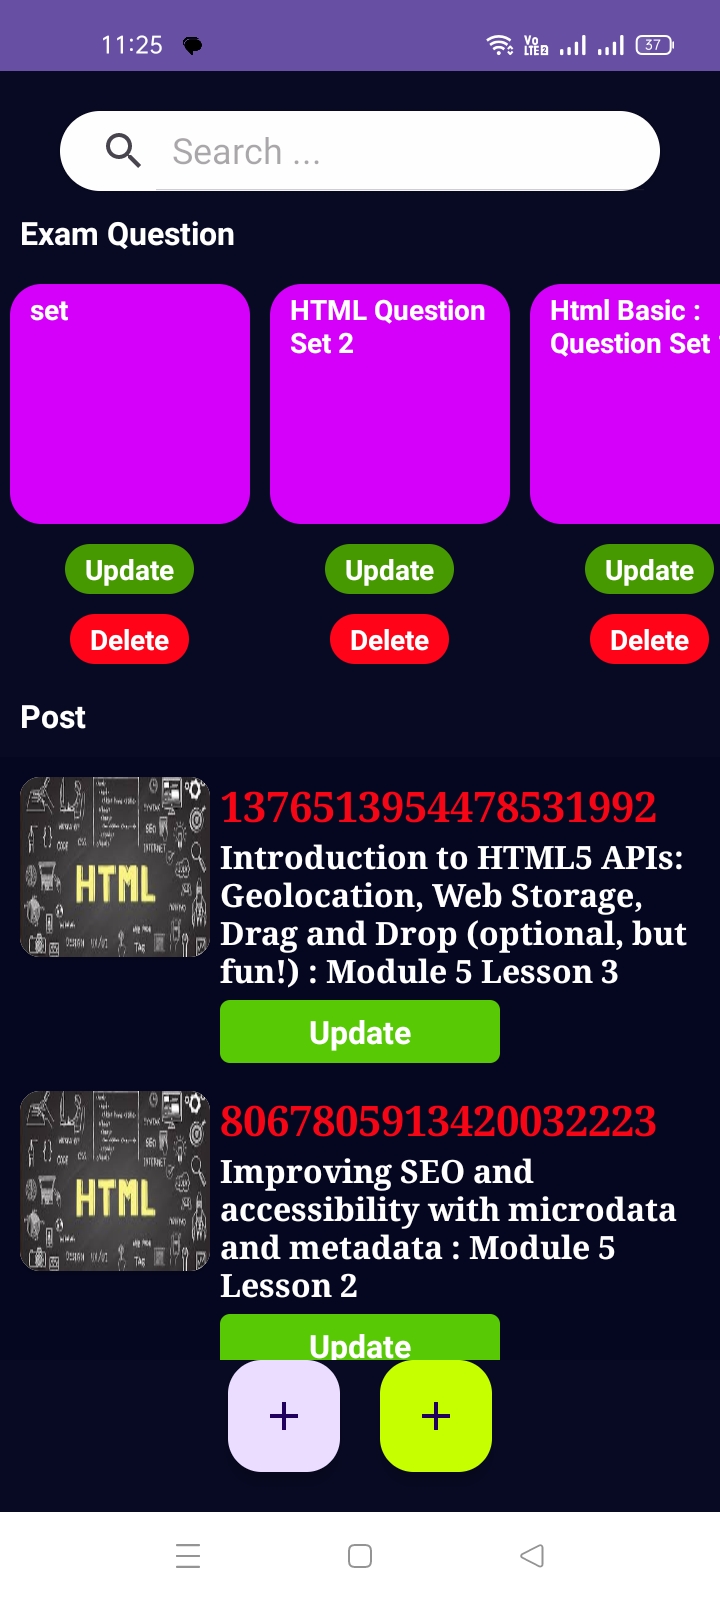 11:25
Vo
LTE2
37
Search ...
Exam Question
set
HTML Question
Set 2
Html Basic :
Question Set
Update
Update
Update
Delete
Delete
Delete
Post
HTML
1376513954478531992
Introduction to HTML5 APIs:
Geolocation, Web Storage,
Drag and Drop (optional, but
fun!) : Module 5 Lesson 3
Update
HTML
8067805913420032223
Improving SEO and
accessibility with microdata
and metadata : Module 5
Lesson 2
Update